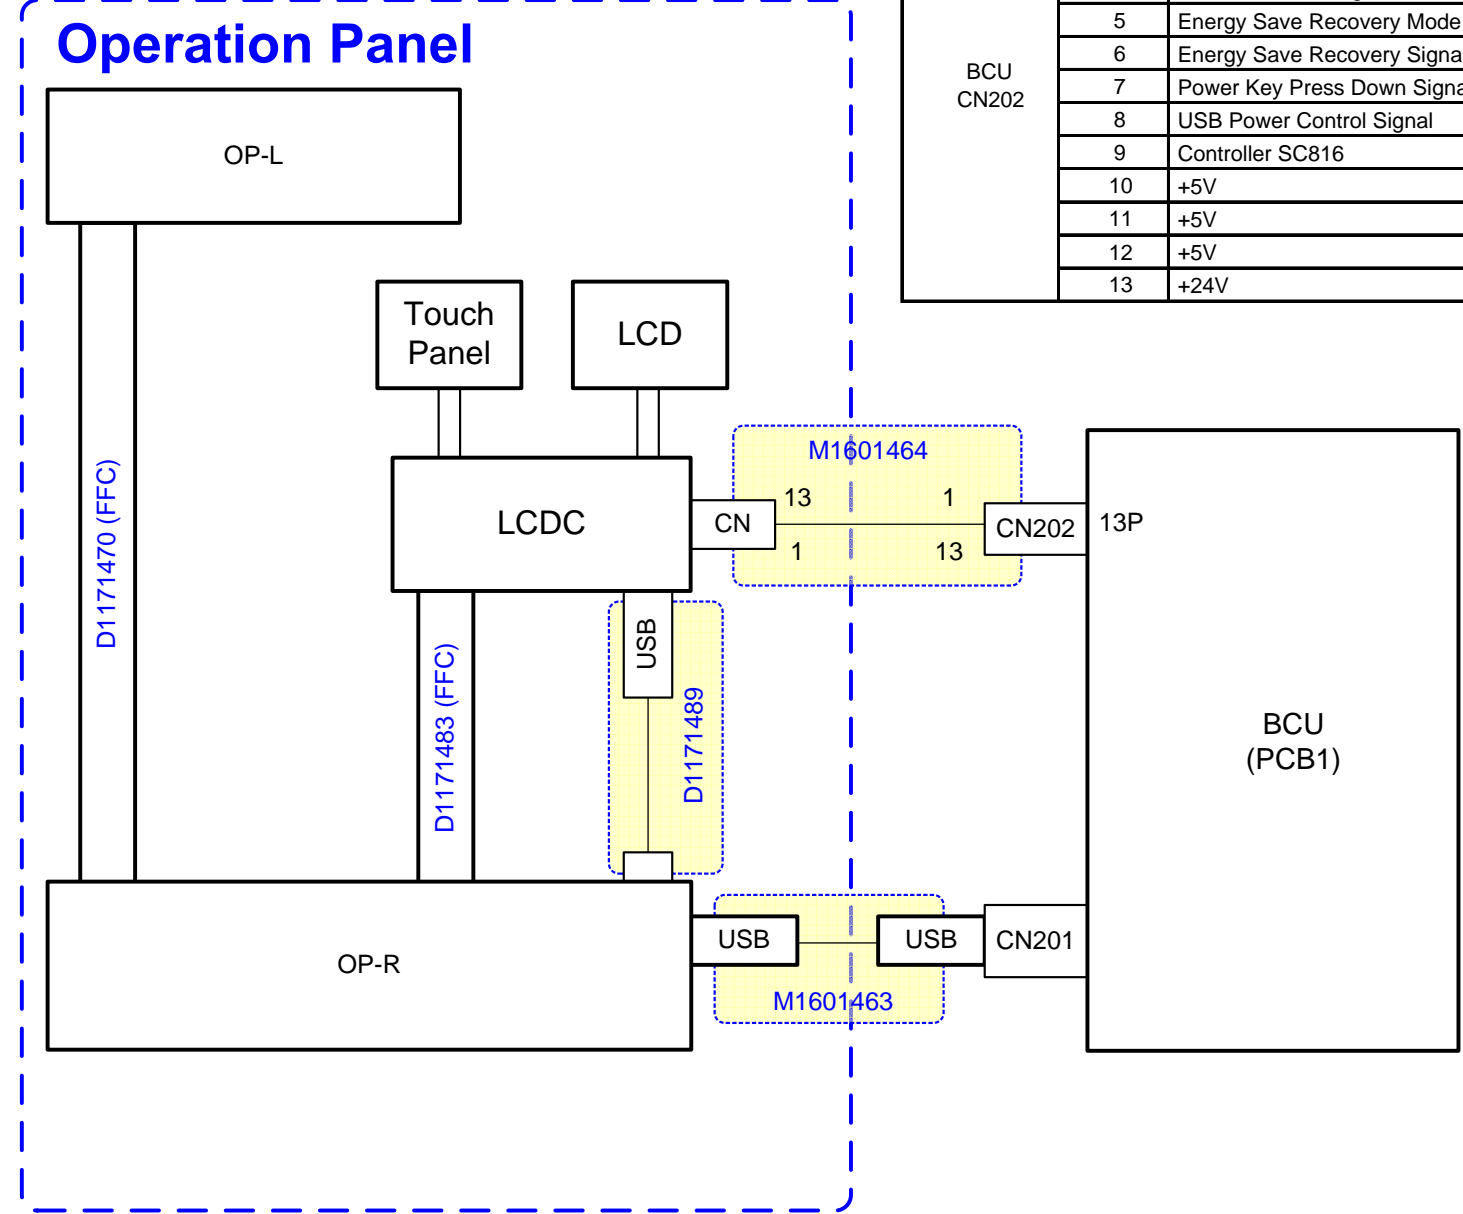 Operation Panel
5 Energy Save Recovery Mode
6 Energy Save Recovery
7 Power Key Press Down
8 USB Power Control Signal
9 Controller SC816
10 +5V
11 +5V
12 +5V
13 +24V
BCU
CN202
OP-L
Touch
Panel
LCD
M1601464
13 1
LCDC
CN
CN202
13P
1 13
D1171470 (FFC)
USB
D1171483 (FFC)
D1171489
BCU
(PCB1)
USB
USB
CN201
OP-R
M1601463